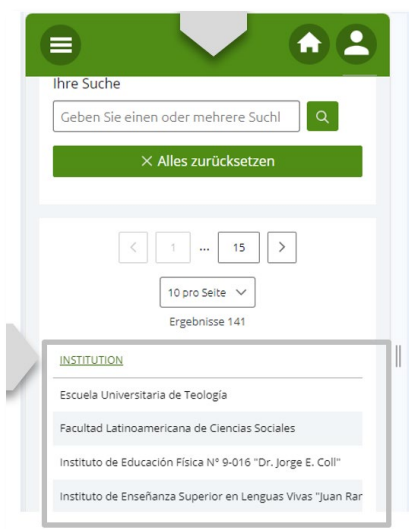 Ihre Suche
Geben Sie einen oder mehrere Suchl
× Alles zurücksetzen
< 1 ... 15 >
10 pro Seite
Ergebnisse 141
INSTITUTION
Escuela Universitaria de Teología
Facultad Latinoamericana de Ciencias Sociales
Instituto de Educación Física N° 9-016 "Dr. Jorge E. Coll"
Instituto de Enseñanza Superior en Lenguas Vivas "Juan Rar